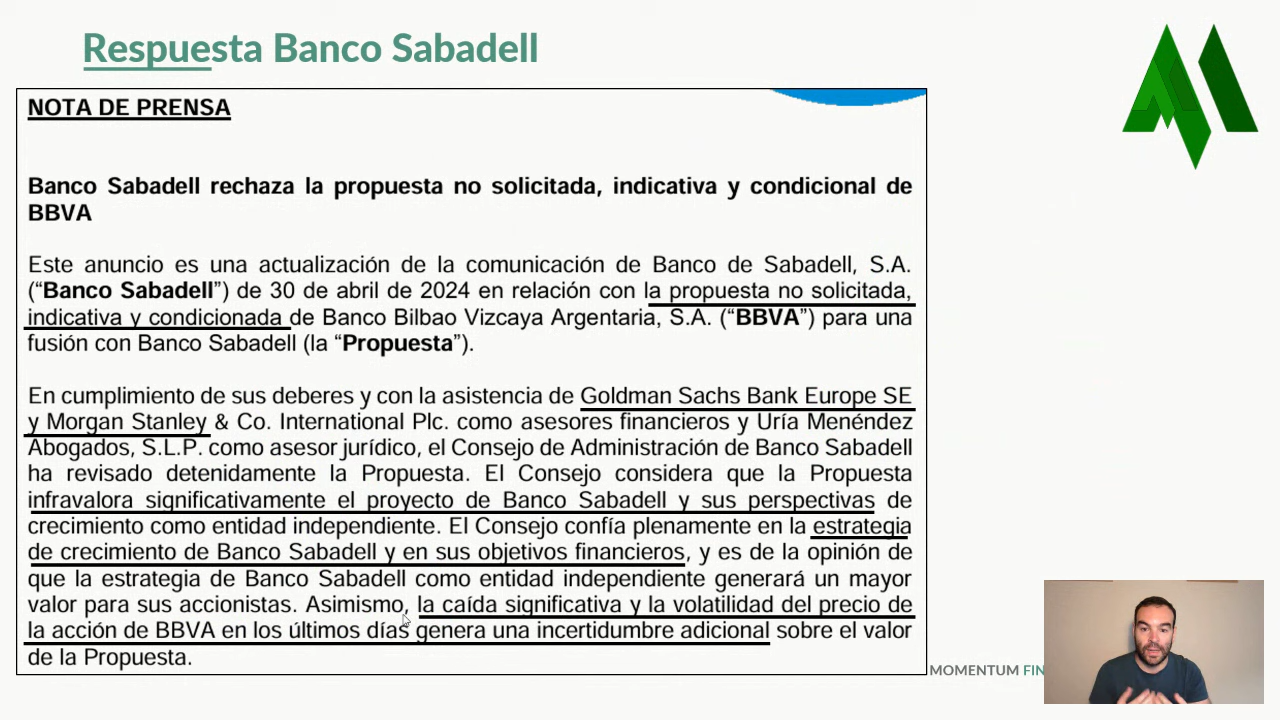 Respuesta Banco Sabadell
NOTA DE PRENSA
Banco Sabadell rechaza la propuesta no solicitada, indicativa y condicional de
BBVA
Este anuncio es una actualización de la comunicación de Banco de Sabadell, S.A.
(“Banco Sabadell”) de 30 de abril de 2024 en relación con la propuesta no solicitada,
indicativa y condicionada de Banco Bilbao Vizcaya Argentaria, S.A. (“BBVA”) para una
fusión con Banco Sabadell (la “Propuesta”).
En cumplimiento de sus deberes y con la asistencia de Goldman Sachs Bank Europe SE
y Morgan Stanley & Co. International Plc. como asesores financieros y Uría Menéndez
Abogados, S.L.P. como asesor jurídico, el Consejo de Administración de Banco Sabadell
ha revisado detenidamente la Propuesta. El Consejo considera que la Propuesta
infravalora significativamente el proyecto de Banco Sabadell y sus perspectivas de
crecimiento como entidad independiente. El Consejo confía plenamente en la estrategia
de crecimiento de Banco Sabadell y en sus objetivos financieros, y es de la opinión de
que la estrategia de Banco Sabadell como entidad independiente generará un mayor
valor para sus accionistas. Asimismo, la caída significativa y la volatilidad del precio de
la acción de BBVA en los últimos días genera una incertidumbre adicional sobre el valor
de la Propuesta.
MOMENTUM FIN